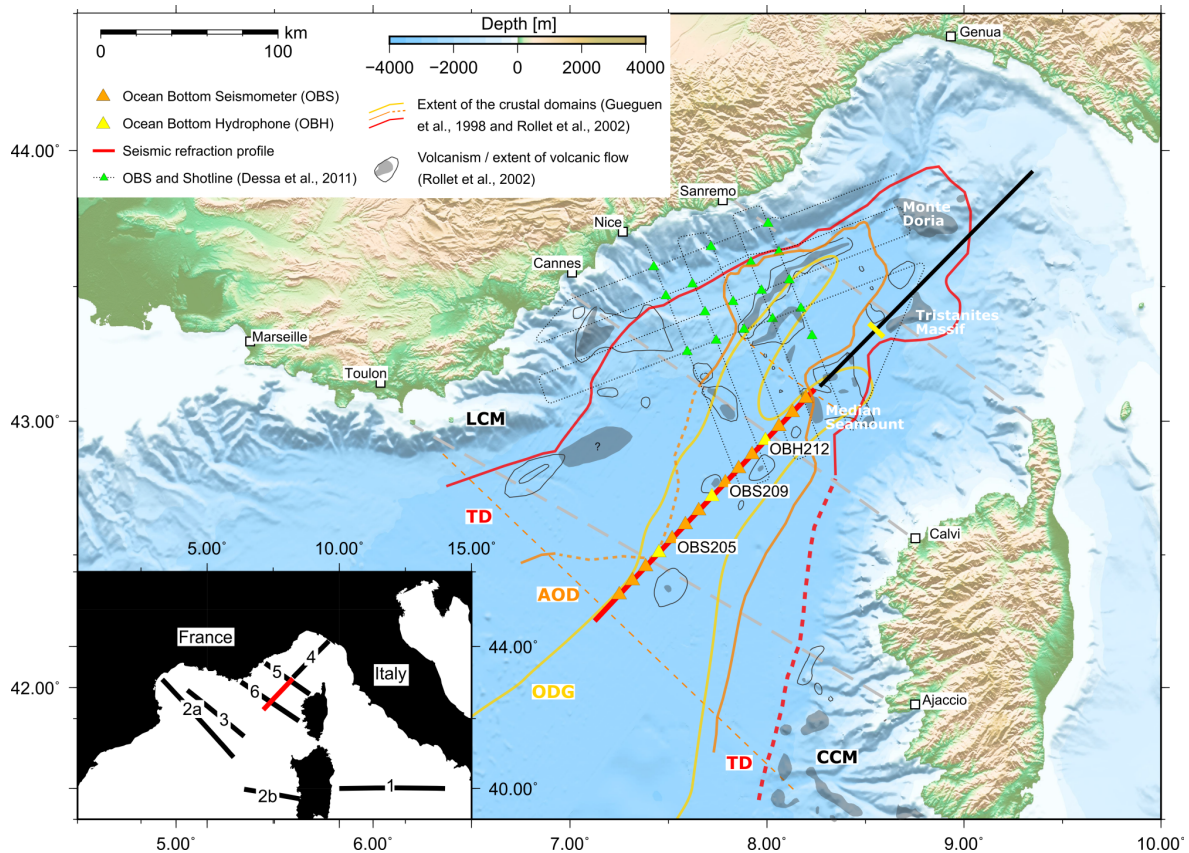 Depth [m]
km
0
100
−4000
−2000
0
2000
4000
Genua
Ocean Bottom Seismometer (OBS)
Ocean Bottom Hydrophone (OBH)
Seismic refraction profile
OBS and Shotline (Dessa et al., 2011)
Extent of the crustal domains (Gueguen
et al., 1998 and Rollet et al., 2002)
Volcanism / extent of volcanic flow
(Rollet et al., 2002)
44.00°
43.00°
42.00°
Sanremo
Nice
Cannes
Marseille
Toulon
Monte
Doria
Tristanites
Massif
Median
Seamount
LCM
?
OBH212
OBS209
OBS205
TD
AOD
ODG
TD
CCM
Calvi
Ajaccio
5.00°
10.00°
15.00°
44.00°
40.00°
France
Italy
5
4
6
2a
3
2b
1
5.00°
6.00°
7.00°
8.00°
9.00°
10.00°